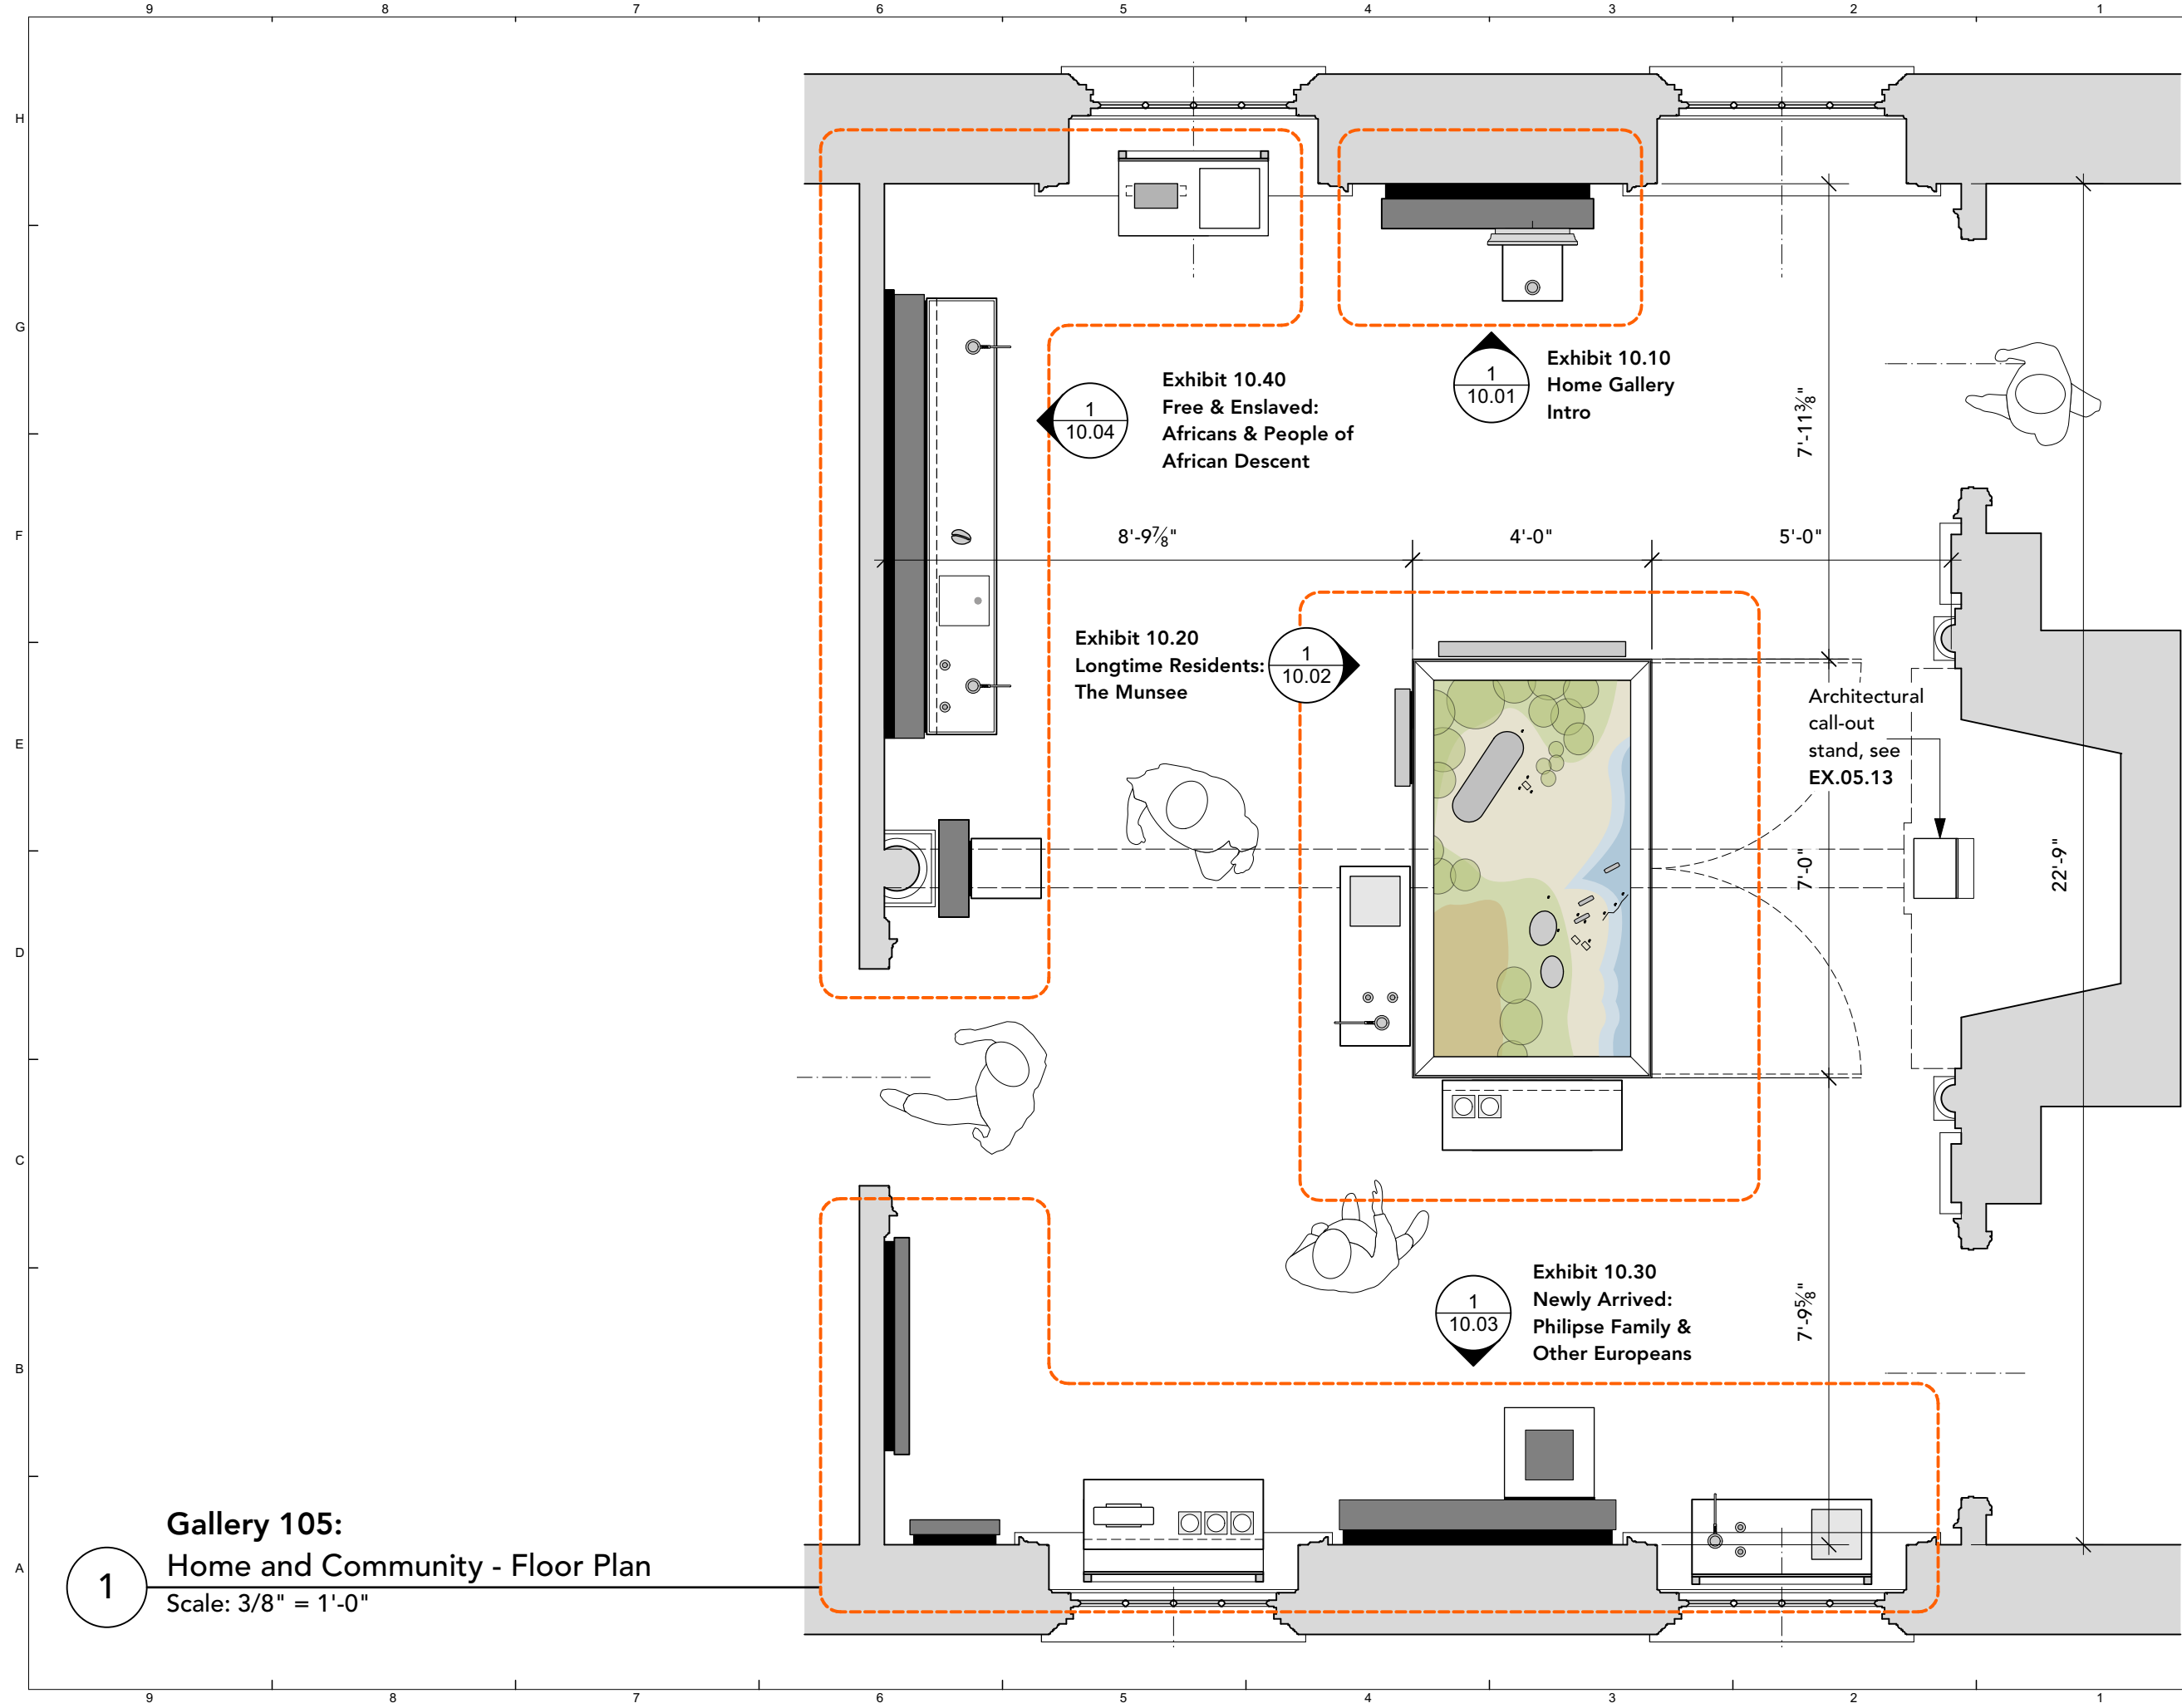 9 8 7 6 5 4 3 2 1
H
G
F
E
D
C
B
A
Exhibit 10.10
Home Gallery
Intro
1
10.01
Exhibit 10.40
Free & Enslaved:
Africans & People of
African Descent
1
10.04
7'-11⅜"
8'-9⅞"
4'-0"
5'-0"
Exhibit 10.20
Longtime Residents:
The Munsee
1
10.02
Architectural
call-out
stand, see
EX.05.13
7'-0"
22'-9"
Exhibit 10.30
Newly Arrived:
Philipse Family &
Other Europeans
1
10.03
7'-9⅝"
1
Gallery 105:
Home and Community - Floor Plan
Scale: 3/8" = 1'-0"
9 8 7 6 5 4 3 2 1